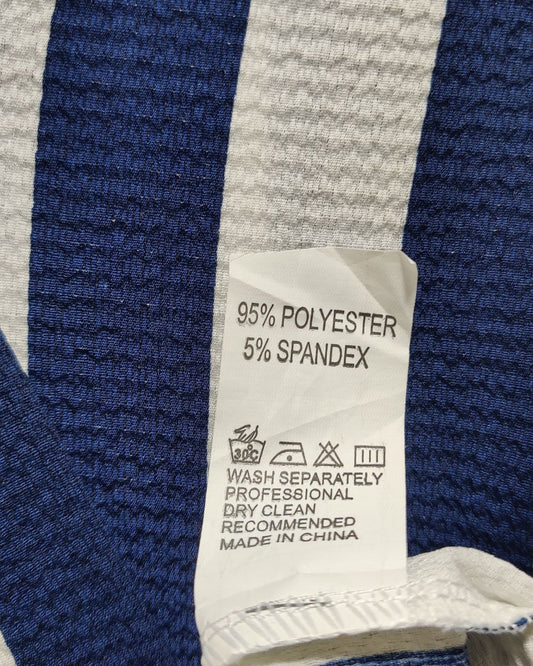 95% POLYESTER
5% SPANDEX
30°C
WASH SEPARATELY
PROFESSIONAL
DRY CLEAN
RECOMMENDED
MADE IN CHINA